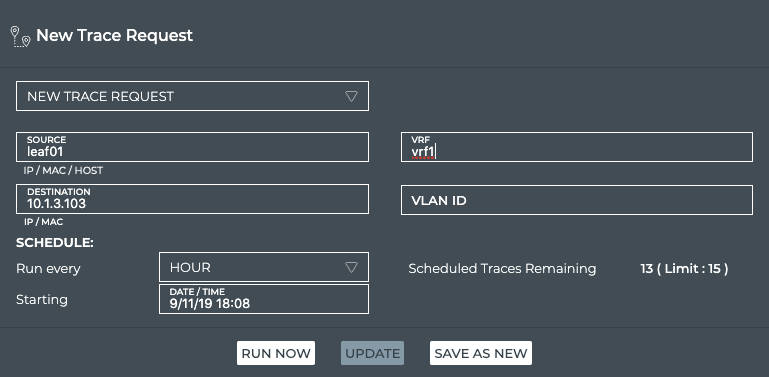 New Trace Request
NEW TRACE REQUEST
SOURCE
leaf01
IP / MAC / HOST
VRF
vrf1
DESTINATION
10.1.3.103
IP / MAC
VLAN ID
SCHEDULE:
Run every
HOUR
Scheduled Traces Remaining 13 ( Limit : 15 )
Starting
DATE / TIME
9/11/19 18:08
RUN NOW UPDATE SAVE AS NEW